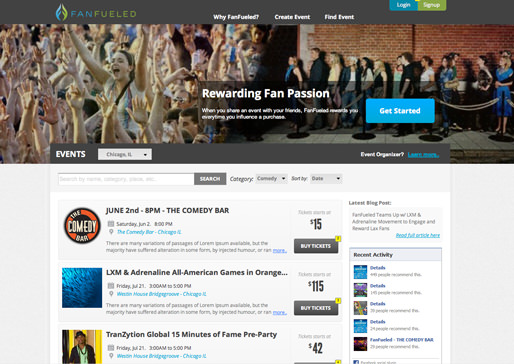 Login
Signup
FANFUELED
Why FanFueled?
Create Event
Find Event
Rewarding Fan Passion
When you share an event with your friends, FanFueled rewards you
everytime you influence a purchase.
Get Started
EVENTS
Chicago, IL
Event Organizer?
Learn more..
Search by name, category, place, etc.
SEARCH
Category:
Comedy
Sort by:
Date
THE
COMEDY
BAR
JUNE 2nd - 8PM - THE COMEDY BAR
Saturday, Jun 2. 8:00 PM
The Comedy Bar - Chicago IL
There are many variations of passages of Lorem Ipsum available, but the
majority have suffered alteration in some form, by injected humour, or ran more..
Tickets starts at
$15
BUY TICKETS
LXM & Adrenaline All-American Games in Orange...
Friday, Jul 21. 3:00AM to 5:00PM
Westin House Bridgegroove - Chicago IL
There are many variations of passages of Lorem Ipsum available, but the
majority have suffered alteration in some form, by injected humour, or ran more..
Tickets starts at
$115
BUY TICKETS
TranZytion Global 15 Minutes of Fame Pre-Party
Friday, Jul 21. 3:00AM to 5:00PM
Westin House Bridgegroove - Chicago IL
Tickets starts at
$42
BUY TICKETS
Latest Blog Post:
FanFueled Teams Up w/ LXM &
Adrenaline Movement to Engage and
Reward Lax Fans
Read full article here
Recent Activity
Details
449 people recommend this.
Details
145 people recommend this.
Details
26 people recommend this.
Details
24 people recommend this.
FanFueled - THE COMEDY BAR
20 people recommend this.
Facebook social plugin